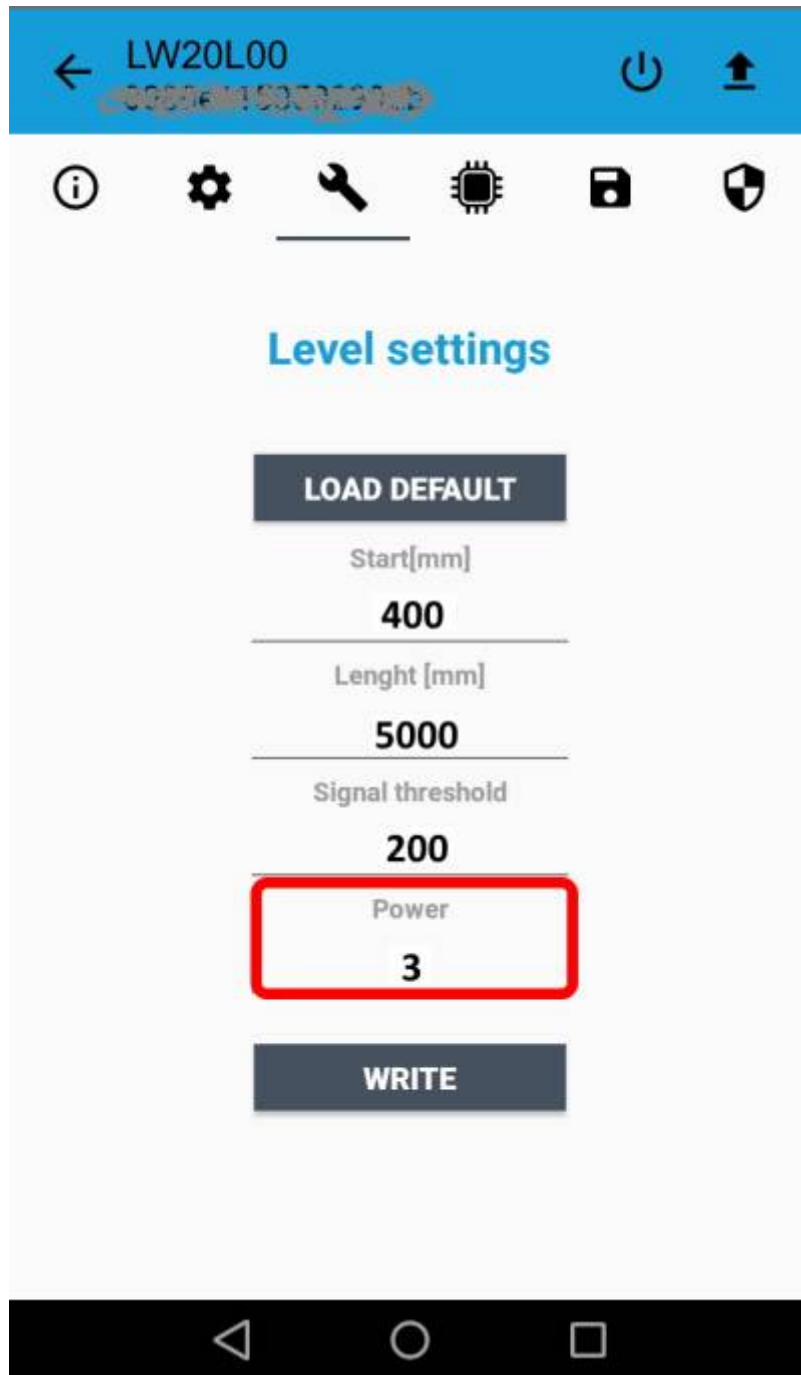 LW20L00
Level settings
LOAD DEFAULT
Start[mm]
400
Lenght [mm]
5000
Signal threshold
200
Power
3
WRITE